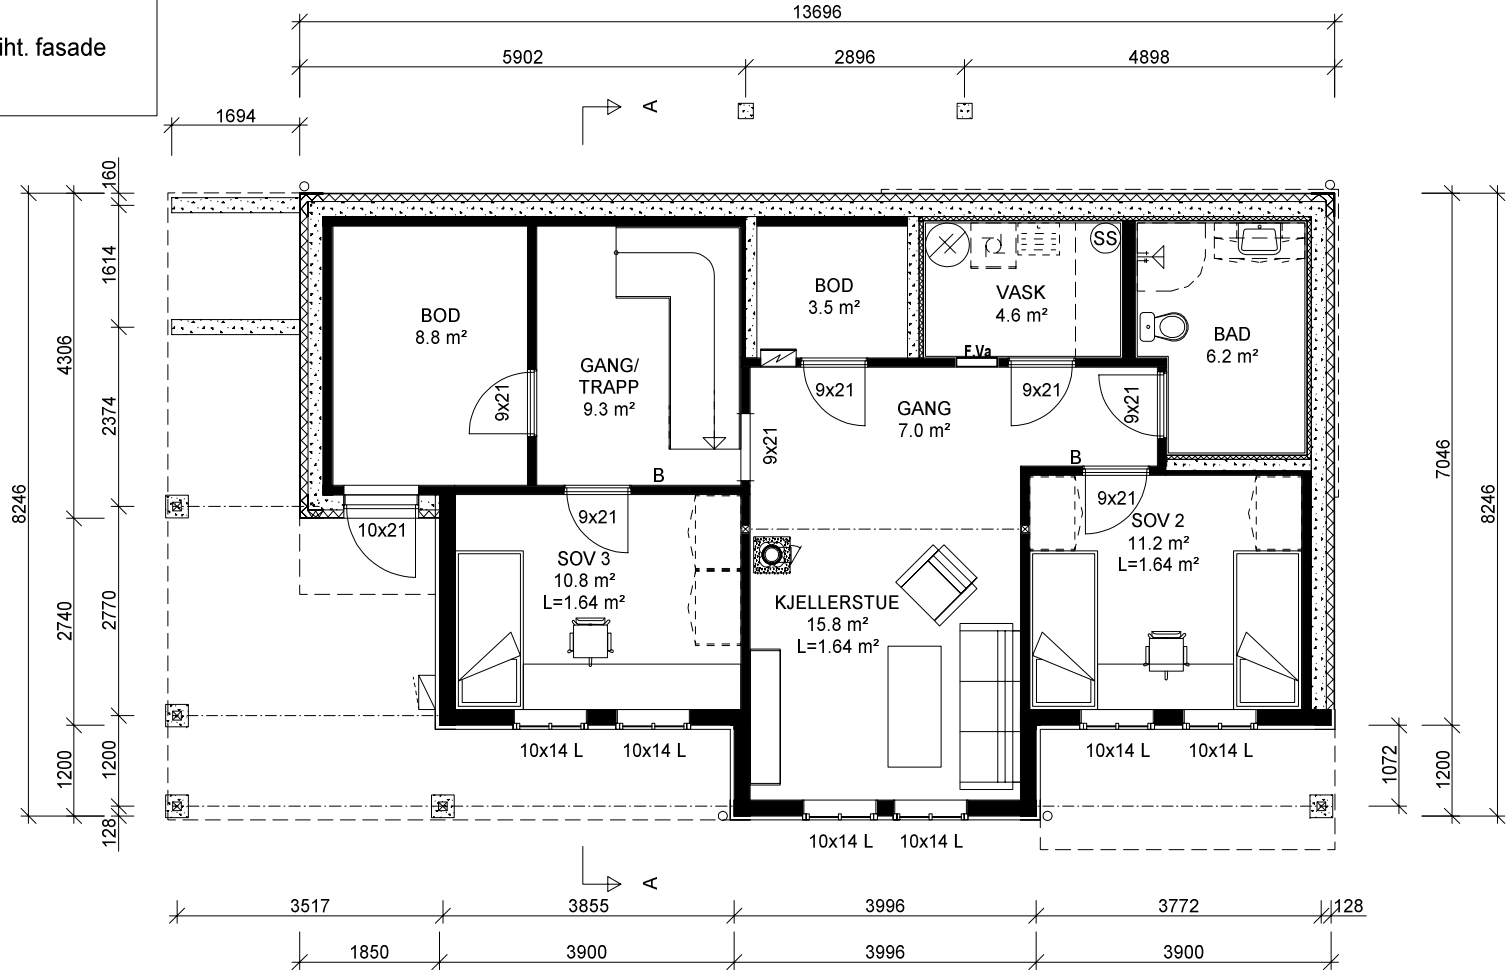 13696
iht. fasade
5902
2896
4898
A
1694
160
1614
4306
2374
8246
2740
2770
1200
1200
128
BOD
8.8 m²
GANG/
TRAPP
9.3 m²
BOD
3.5 m²
VASK
4.6 m²
SS
BAD
6.2 m²
F.Va
9x21
9x21
9x21
9x21
9x21
GANG
7.0 m²
B
B
10x21
9x21
9x21
SOV 3
10.8 m²
L=1.64 m²
KJELLERSTUE
15.8 m²
L=1.64 m²
SOV 2
11.2 m²
L=1.64 m²
7046
8246
1072
1200
10x14 L
10x14 L
10x14 L
10x14 L
10x14 L
10x14 L
A
3517
3855
3996
3772
128
1850
3900
3996
3900